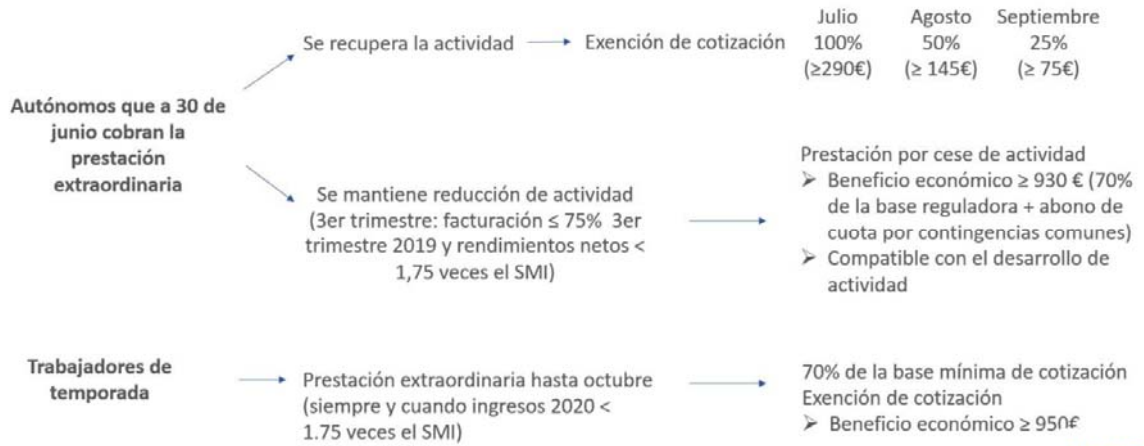 Julio Agosto Septiembre
Se recupera la actividad Exención de cotización 100% 50% 25%
(≥290€) (≥ 145€) (≥ 75€)
Autónomos que a 30 de
junio cobran la
prestación
extraordinaria
Se mantiene reducción de actividad
(3er trimestre: facturación ≤ 75% 3er
trimestre 2019 y rendimientos netos <
1,75 veces el SMI)
Prestación por cese de actividad
➢ Beneficio económico ≥ 930 € (70%
de la base reguladora + abono de
cuota por contingencias comunes)
➢ Compatible con el desarrollo de
actividad
Trabajadores de
temporada
Prestación extraordinaria hasta octubre
(siempre y cuando ingresos 2020 <
1.75 veces el SMI)
70% de la base mínima de cotización
Exención de cotización
➢ Beneficio económico ≥ 950€